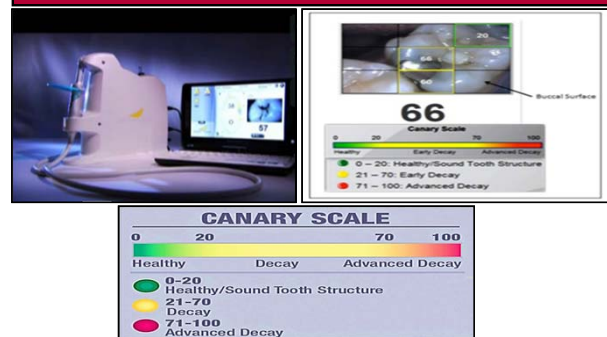 57
20
66
60
Buccal Surface
66
Canary Scale
0 20 70 100
Healthy Early Decay Advanced Decay
0 – 20: Healthy/Sound Tooth Structure
21 – 70: Early Decay
71 – 100: Advanced Decay
CANARY SCALE
0 20 70 100
Healthy Decay Advanced Decay
0-20
Healthy/Sound Tooth Structure
21-70
Decay
71-100
Advanced Decay